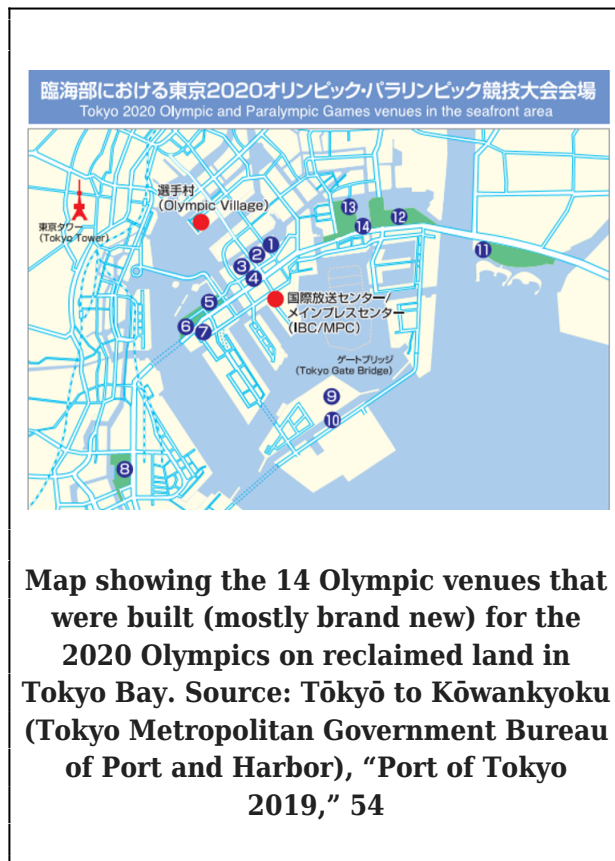 臨海部における東京2020オリンピック・パラリンピック競技大会会場
Tokyo 2020 Olympic and Paralympic Games venues in the seafront area
選手村
(Olympic Village)
東京タワー
(Tokyo Tower)
13
12
14
1
2
3
4
11
5
国際放送センター/
メインプレスセンター
(IBC/MPC)
6
7
ゲートブリッジ
(Tokyo Gate Bridge)
9
10
8
Map showing the 14 Olympic venues that
were built (mostly brand new) for the
2020 Olympics on reclaimed land in
Tokyo Bay. Source: Tōkyō to Kōwankyoku
(Tokyo Metropolitan Government Bureau
of Port and Harbor), “Port of Tokyo
2019,” 54